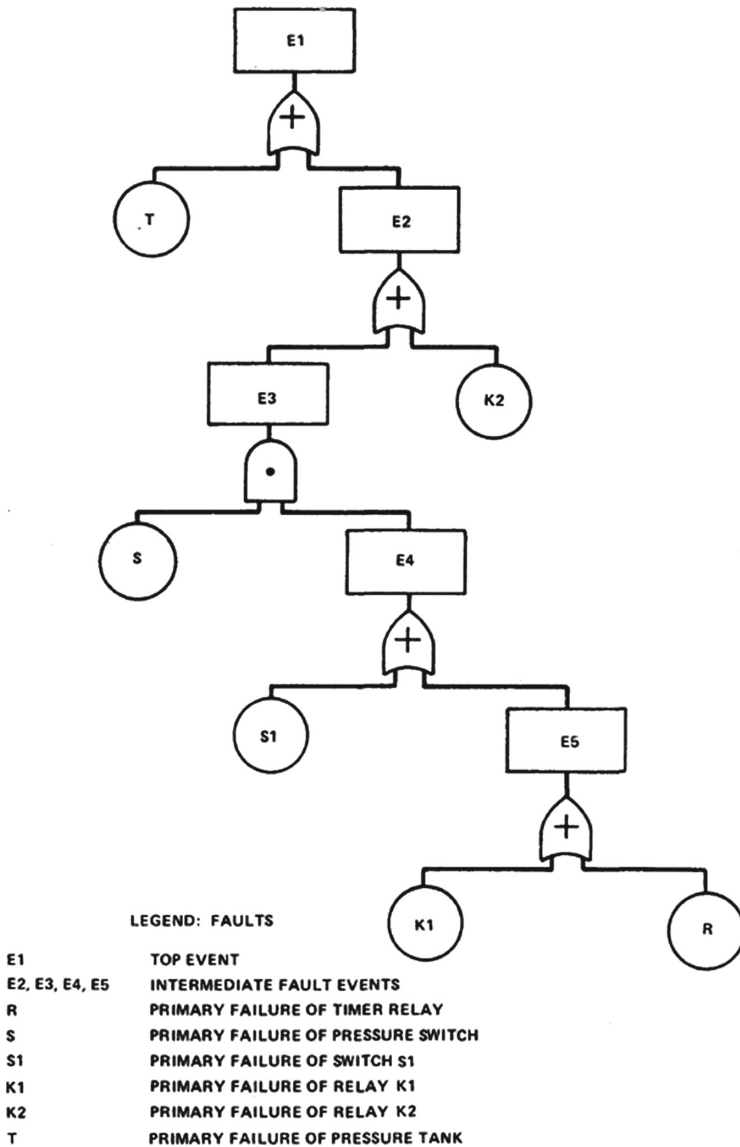 E1
+
T
E2
+
E3
K2
•
S
E4
+
S1
E5
+
K1
R
LEGEND: FAULTS
E1 TOP EVENT
E2, E3, E4, E5 INTERMEDIATE FAULT EVENTS
R PRIMARY FAILURE OF TIMER RELAY
S PRIMARY FAILURE OF PRESSURE SWITCH
S1 PRIMARY FAILURE OF SWITCH S1
K1 PRIMARY FAILURE OF RELAY K1
K2 PRIMARY FAILURE OF RELAY K2
T PRIMARY FAILURE OF PRESSURE TANK